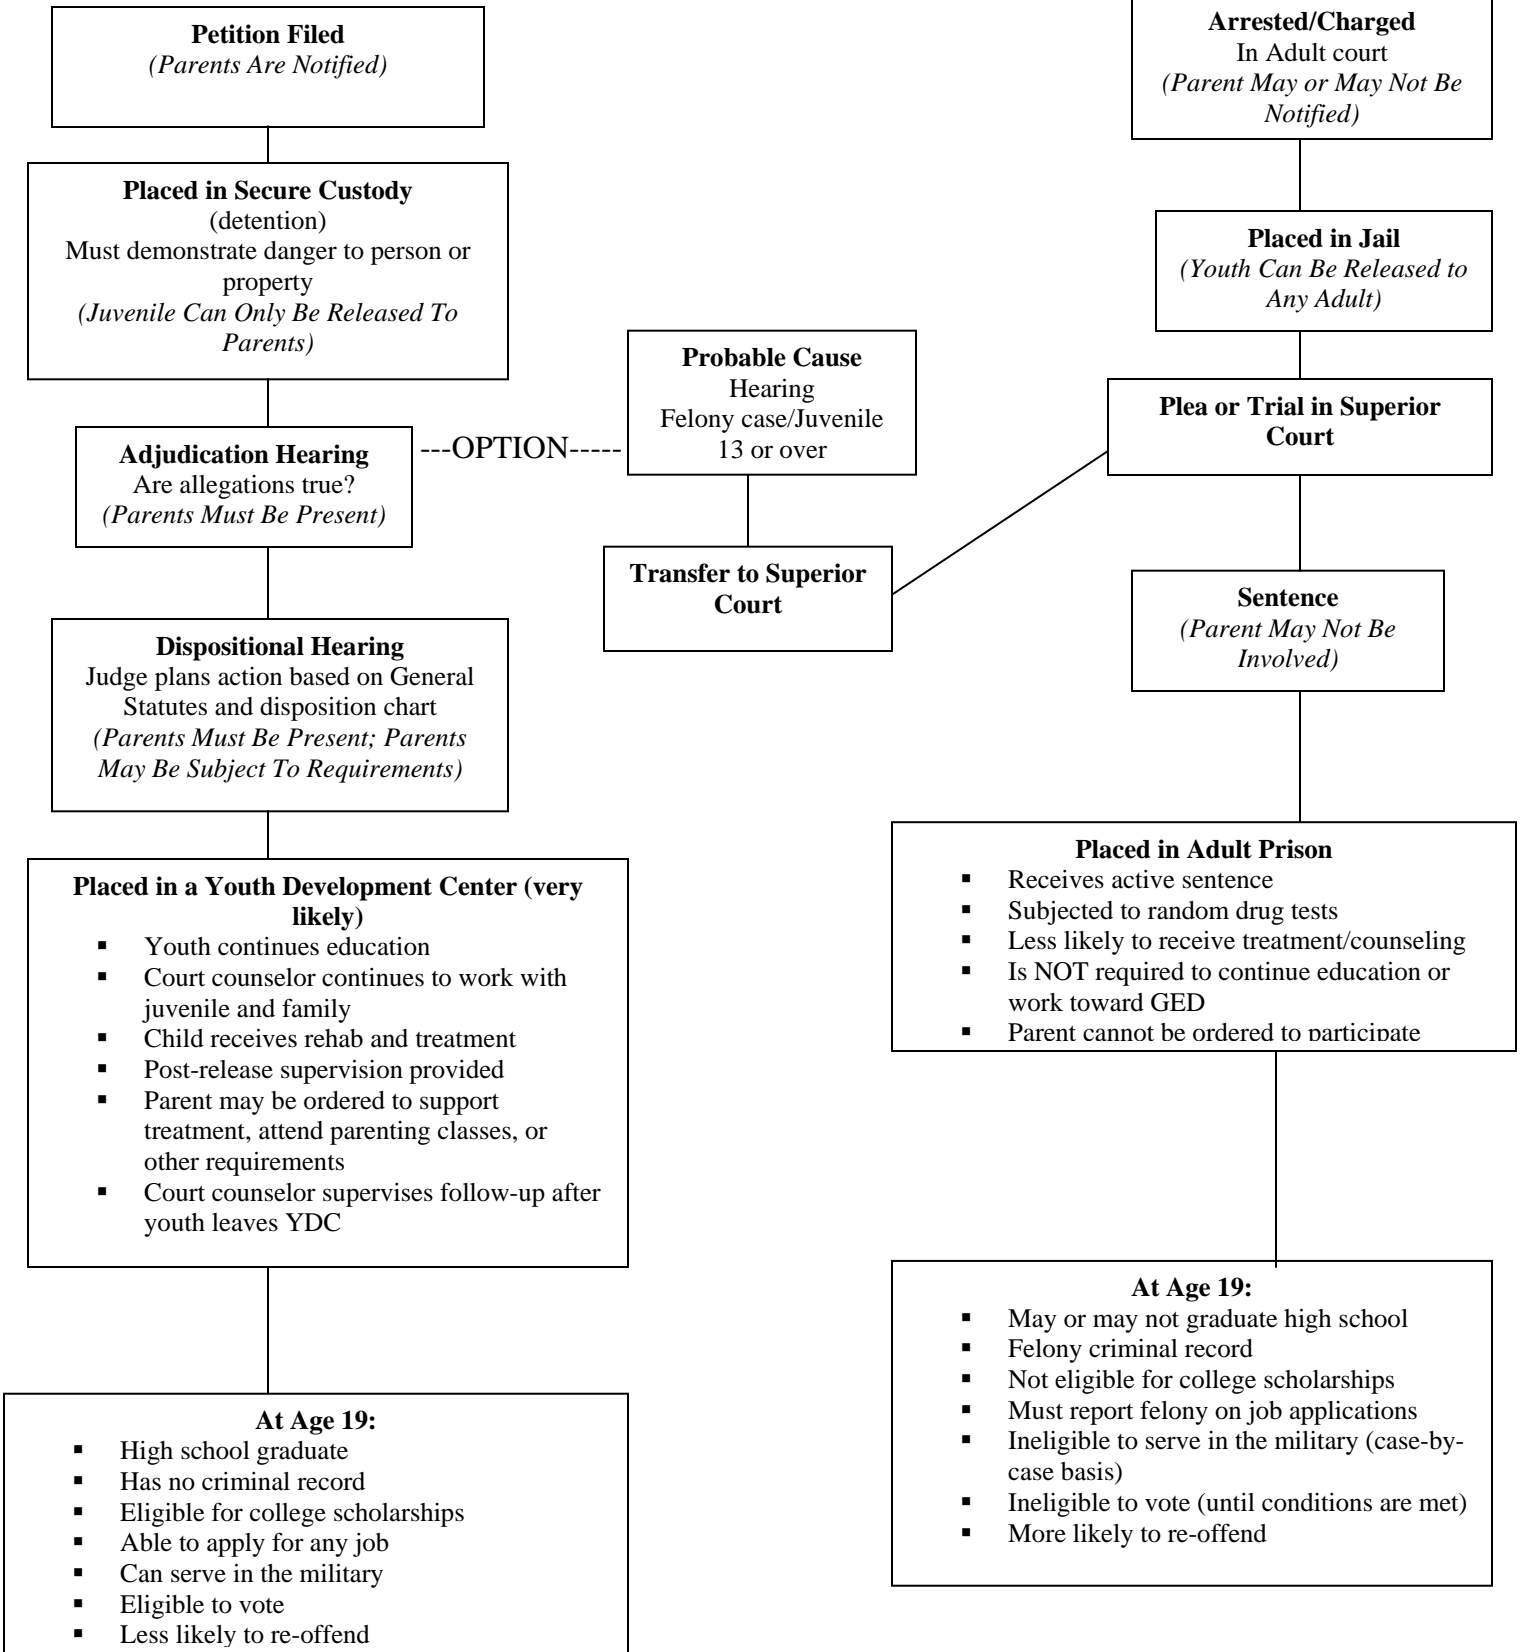 Petition Filed
(Parents Are Notified)
Placed in Secure Custody
(detention)
Must demonstrate danger to person or
property
(Juvenile Can Only Be Released To
Parents)
Adjudication Hearing
Are allegations true?
(Parents Must Be Present)
---OPTION-----
Probable Cause
Hearing
Felony case/Juvenile
13 or over
Transfer to Superior
Court
Dispositional Hearing
Judge plans action based on General
Statutes and disposition chart
(Parents Must Be Present; Parents
May Be Subject To Requirements)
Placed in a Youth Development Center (very
likely)
▪ Youth continues education
▪ Court counselor continues to work with
juvenile and family
▪ Child receives rehab and treatment
▪ Post-release supervision provided
▪ Parent may be ordered to support
treatment, attend parenting classes, or
other requirements
▪ Court counselor supervises follow-up after
youth leaves YDC
At Age 19:
▪ High school graduate
▪ Has no criminal record
▪ Eligible for college scholarships
▪ Able to apply for any job
▪ Can serve in the military
▪ Eligible to vote
▪ Less likely to re-offend
Arrested/Charged
In Adult court
(Parent May or May Not Be
Notified)
Placed in Jail
(Youth Can Be Released to
Any Adult)
Plea or Trial in Superior
Court
Sentence
(Parent May Not Be
Involved)
Placed in Adult Prison
▪ Receives active sentence
▪ Subjected to random drug tests
▪ Less likely to receive treatment/counseling
▪ Is NOT required to continue education or
work toward GED
▪ Parent cannot be ordered to participate
At Age 19:
▪ May or may not graduate high school
▪ Felony criminal record
▪ Not eligible for college scholarships
▪ Must report felony on job applications
▪ Ineligible to serve in the military (case-by-
case basis)
▪ Ineligible to vote (until conditions are met)
▪ More likely to re-offend